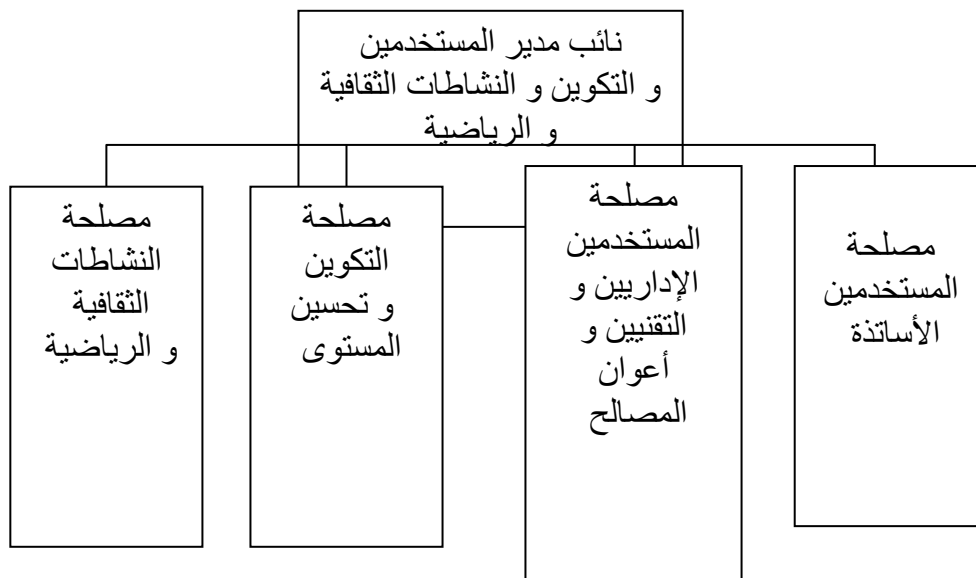 نائب مدير المستخدمين
و التكوين و النشاطات الثقافية
و الرياضية
مصلحة
المستخدمين
الأساتذة
مصلحة
المستخدمين
الإداريين و
التقنيين و
أعوان
المصالح
مصلحة
التكوين
و تحسين
المستوى
مصلحة
النشاطات
الثقافية
و الرياضية